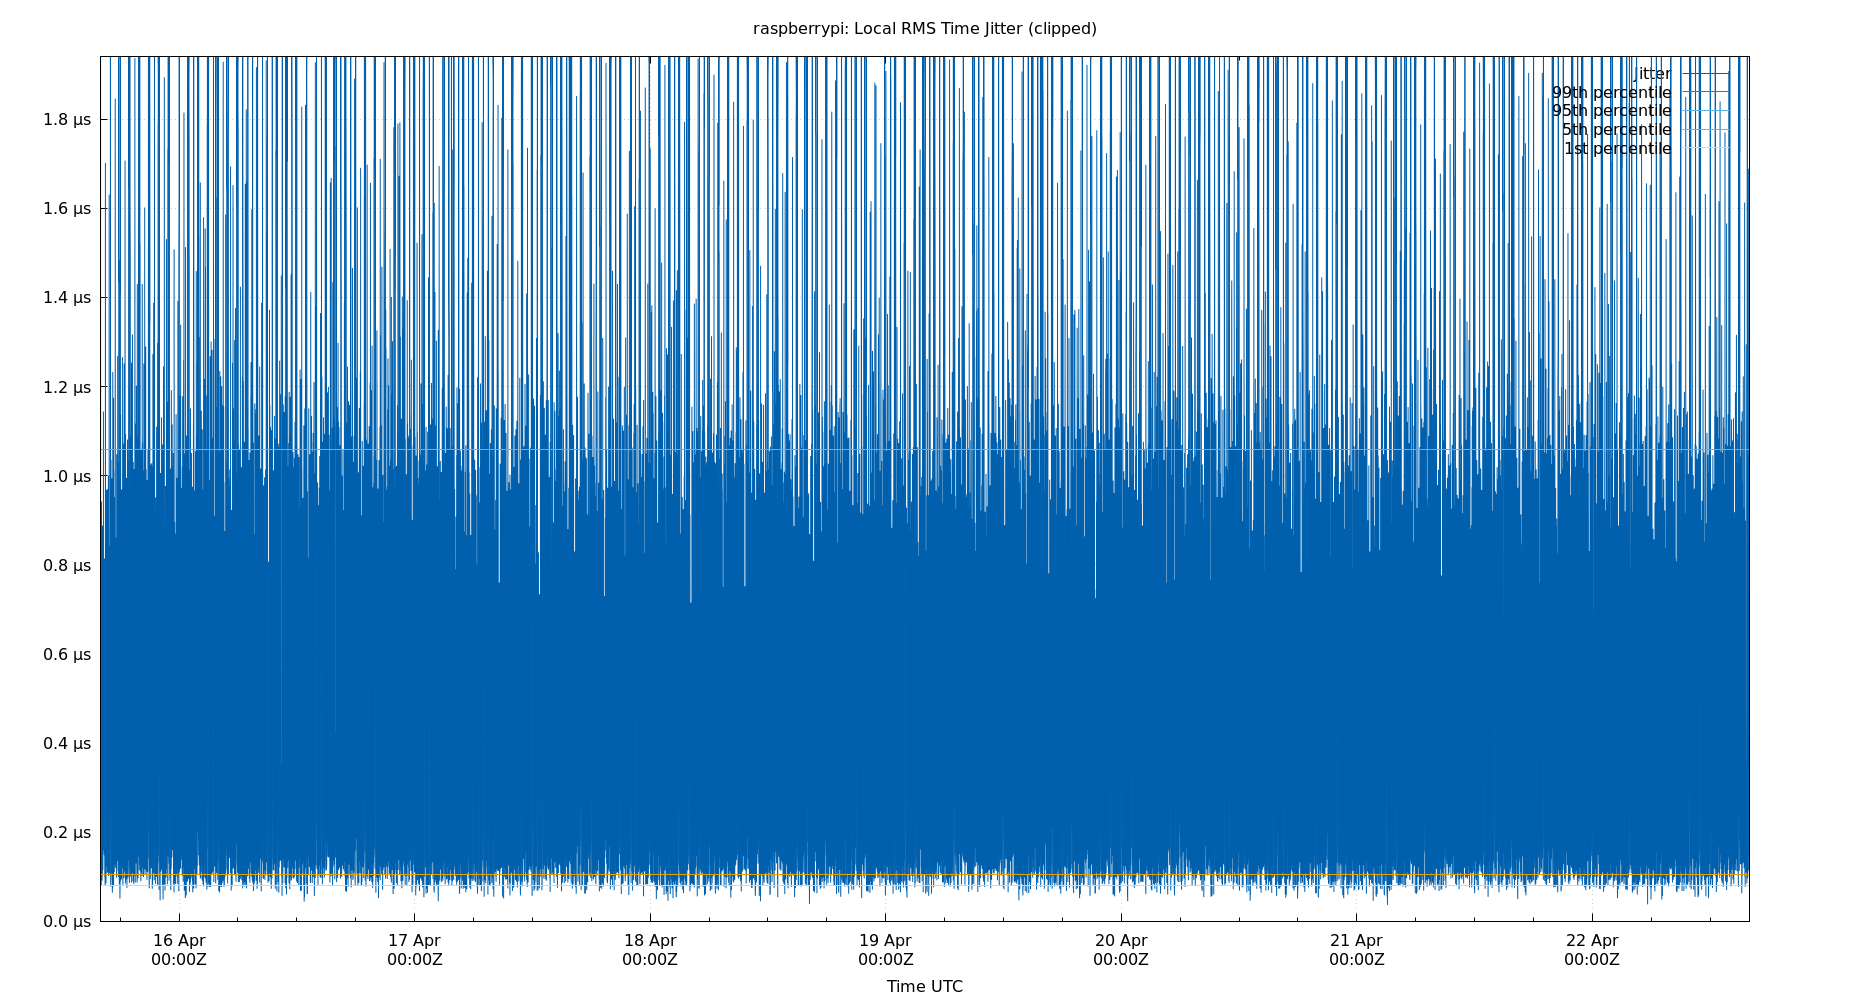 raspberrypi: Local RMS Time Jitter (clipped)
Jitter
99th percentile
95th percentile
5th percentile
1st percentile
1.8 µs
1.6 µs
1.4 µs
1.2 µs
1.0 µs
0.8 µs
0.6 µs
0.4 µs
0.2 µs
0.0 µs
16 Apr 17 Apr 18 Apr 19 Apr 20 Apr 21 Apr 22 Apr
00:00Z 00:00Z 00:00Z 00:00Z 00:00Z 00:00Z 00:00Z
Time UTC